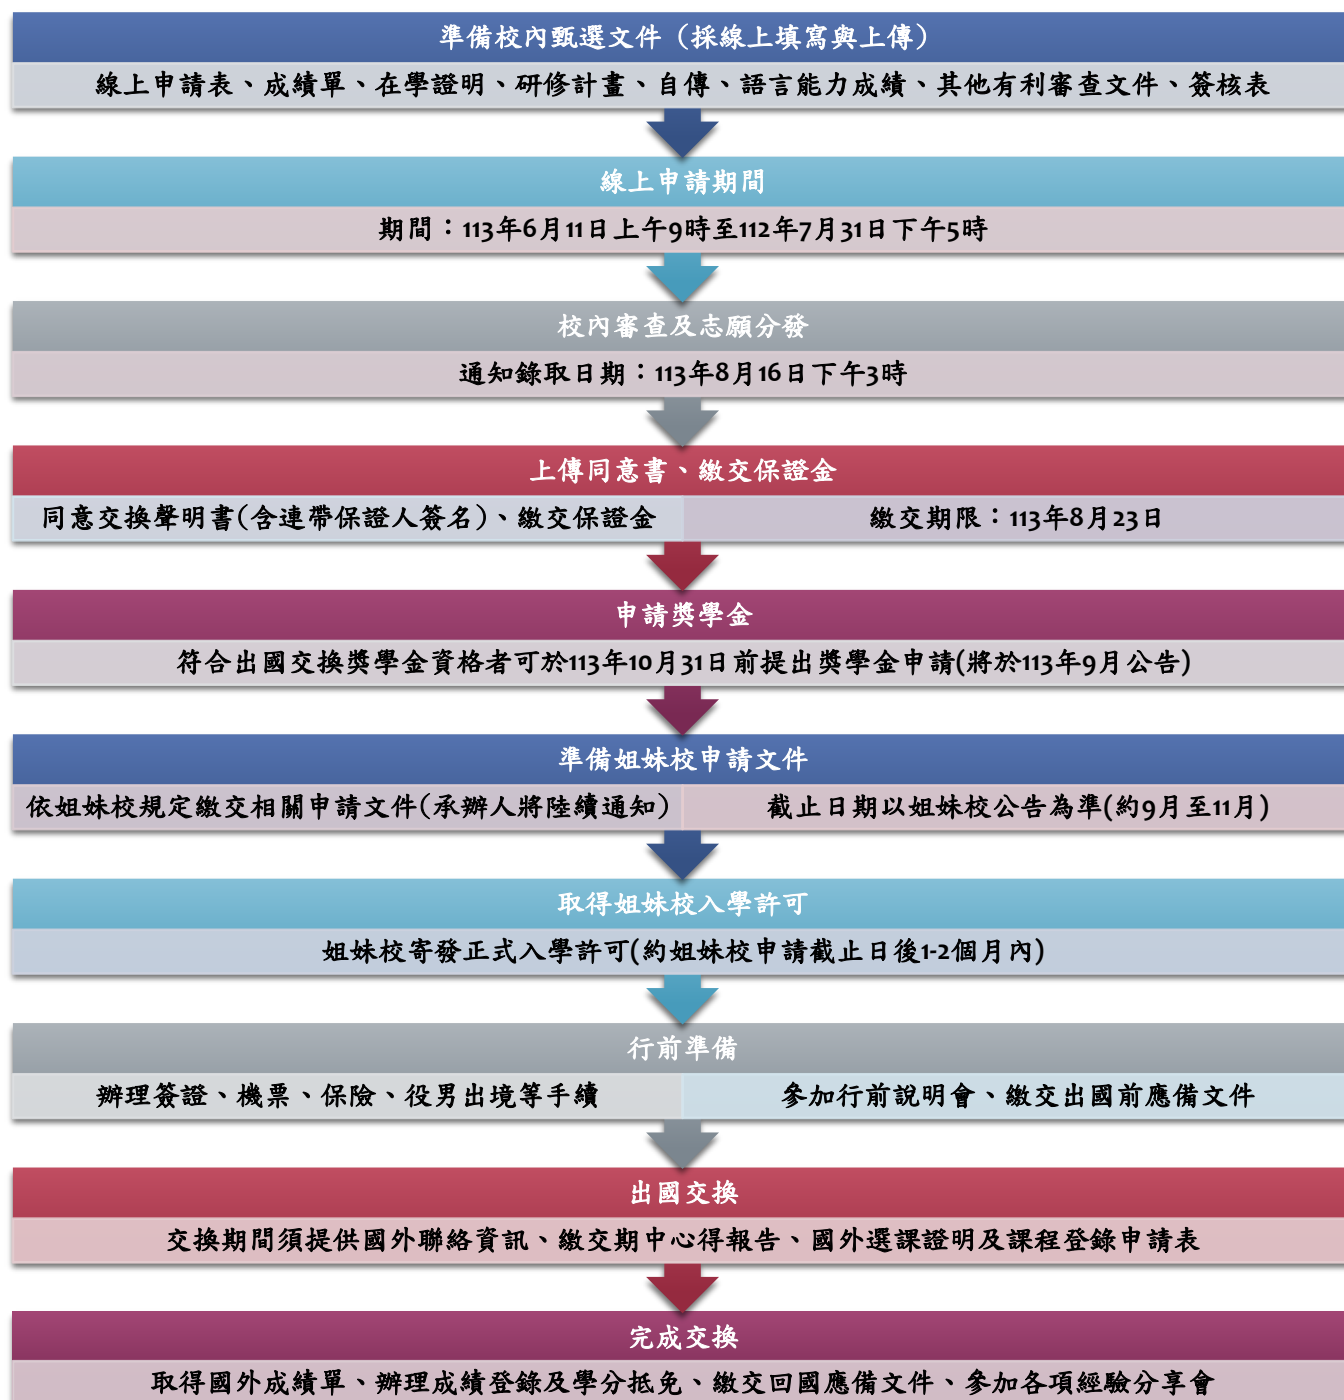 準備校內甄選文件（採線上填寫與上傳）
線上申請表、成績單、在學證明、研修計畫、自傳、語言能力成績、其他有利審查文件、簽核表
線上申請期間
期間：113年6月11日上午9時至112年7月31日下午5時
校內審查及志願分發
通知錄取日期：113年8月16日下午3時
上傳同意書、繳交保證金
同意交換聲明書(含連帶保證人簽名)、繳交保證金
繳交期限：113年8月23日
申請獎學金
符合出國交換獎學金資格者可於113年10月31日前提出獎學金申請(將於113年9月公告)
準備姐妹校申請文件
依姐妹校規定繳交相關申請文件(承辦人將陸續通知)
截止日期以姐妹校公告為準(約9月至11月)
取得姐妹校入學許可
姐妹校寄發正式入學許可(約姐妹校申請截止日後1-2個月內)
行前準備
辦理簽證、機票、保險、役男出境等手續
參加行前說明會、繳交出國前應備文件
出國交換
交換期間須提供國外聯絡資訊、繳交期中心得報告、國外選課證明及課程登錄申請表
完成交換
取得國外成績單、辦理成績登錄及學分抵免、繳交回國應備文件、參加各項經驗分享會